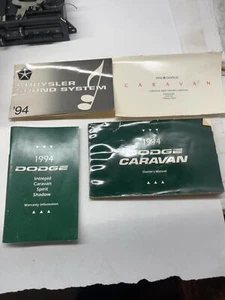 CHRYSLER
SOUND SYSTEM
'94
CARAVAN
1994
DODGE
Intrepid
Caravan
Spirit
Shadow
Warranty Information
1994
DODGE
CARAVAN
Owner's Manual